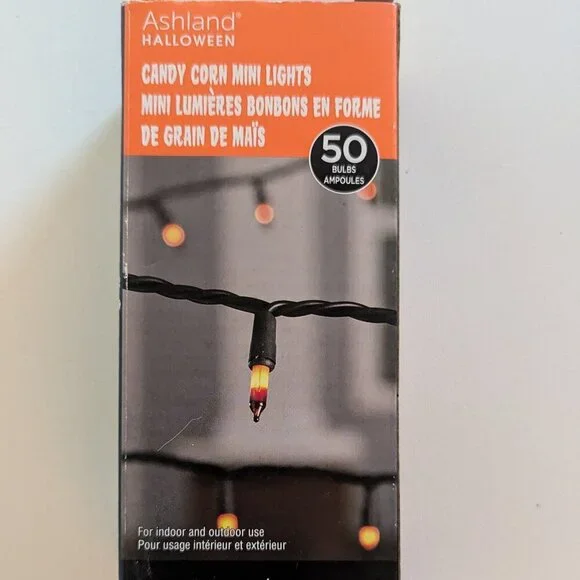 Ashland®
HALLOWEEN
CANDY CORN MINI LIGHTS
MINI LUMIÈRES BONBONS EN FORME
DE GRAIN DE MAÏS
50
BULBS
AMPOULES
For indoor and outdoor use
Pour usage intérieur et extérieur